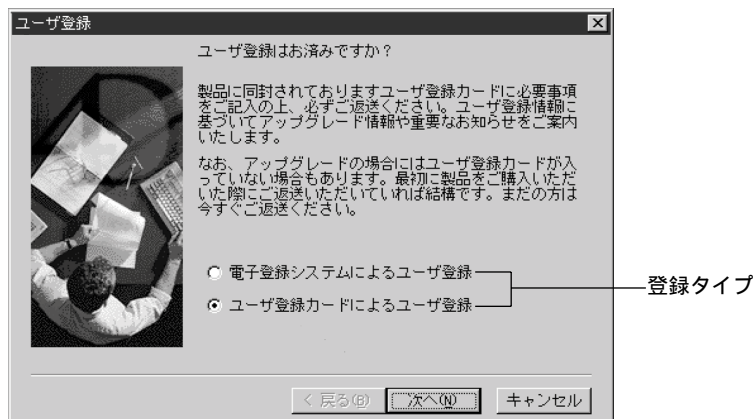 ユーザ登録
ユーザ登録はお済みですか？
製品に同封されておりますユーザ登録カードに必要事項
をご記入の上、必ずご返送ください。ユーザ登録情報に
基づいてアップグレード情報や重要なお知らせをご案内
いたします。
なお、アップグレードの場合にはユーザ登録カードが入
っていない場合もあります。最初に製品をご購入いただ
いた際にご返送いただいていれば結構です。まだの方は
今すぐご返送ください。
電子登録システムによるユーザ登録
登録タイプ
ユーザ登録カードによるユーザ登録
< 戻る(B)
次へ(N)
キャンセル